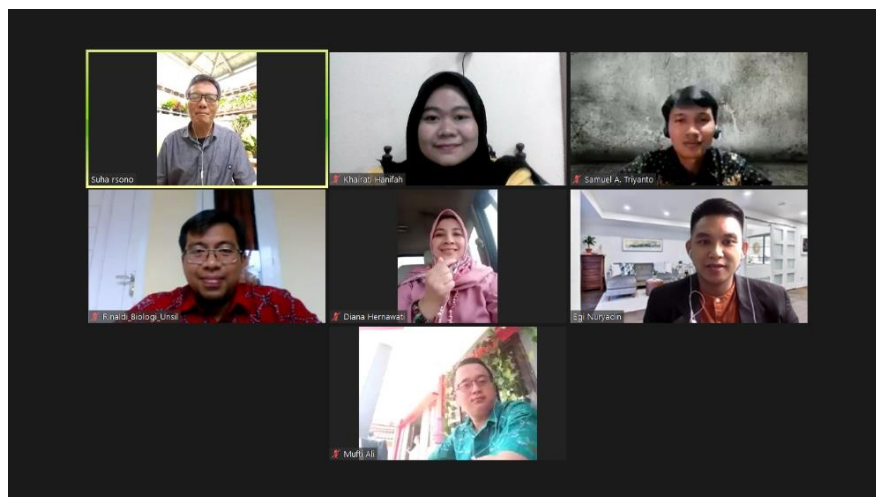 Suha rsono
Khairati Hanifah
Samuel A. Triyanto
Rinaldi_Biologi_Unsil
Diana Hernawati
Egi Nuryadin
Mufti Ali